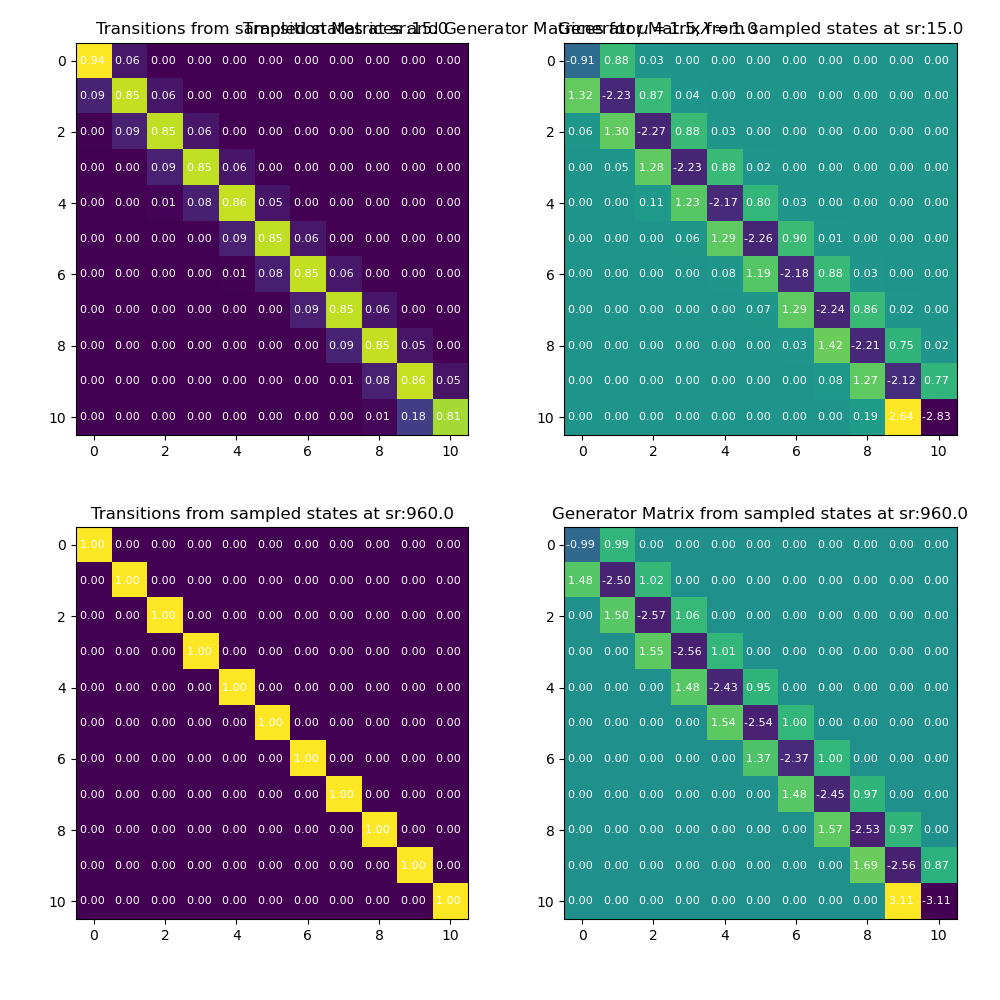 Transitions from sampled states at sr:15.0
Transition Matrices and Generator Matrices for μ = 1.5, λ = 1.0
Generator Matrix from sampled states at sr:15.0
0 0.94 0.06 0.00 0.00 0.00 0.00 0.00 0.00 0.00 0.00 0.00
0.09 0.85 0.06 0.00 0.00 0.00 0.00 0.00 0.00 0.00 0.00
2 0.00 0.09 0.85 0.06 0.00 0.00 0.00 0.00 0.00 0.00 0.00
0.00 0.00 0.09 0.85 0.06 0.00 0.00 0.00 0.00 0.00 0.00
4 0.00 0.00 0.01 0.08 0.86 0.05 0.00 0.00 0.00 0.00 0.00
0.00 0.00 0.00 0.00 0.09 0.85 0.06 0.00 0.00 0.00 0.00
6 0.00 0.00 0.00 0.00 0.01 0.08 0.85 0.06 0.00 0.00 0.00
0.00 0.00 0.00 0.00 0.00 0.00 0.09 0.85 0.06 0.00 0.00
8 0.00 0.00 0.00 0.00 0.00 0.00 0.00 0.09 0.85 0.05 0.00
0.00 0.00 0.00 0.00 0.00 0.00 0.00 0.01 0.08 0.86 0.05
10 0.00 0.00 0.00 0.00 0.00 0.00 0.00 0.00 0.01 0.18 0.81
0 2 4 6 8 10
0 -0.91 0.88 0.03 0.00 0.00 0.00 0.00 0.00 0.00 0.00 0.00
1.32 -2.23 0.87 0.04 0.00 0.00 0.00 0.00 0.00 0.00 0.00
2 0.06 1.30 -2.27 0.88 0.03 0.00 0.00 0.00 0.00 0.00 0.00
0.00 0.05 1.28 -2.23 0.88 0.02 0.00 0.00 0.00 0.00 0.00
4 0.00 0.00 0.11 1.23 -2.17 0.80 0.03 0.00 0.00 0.00 0.00
0.00 0.00 0.00 0.06 1.29 -2.26 0.90 0.01 0.00 0.00 0.00
6 0.00 0.00 0.00 0.00 0.08 1.19 -2.18 0.88 0.03 0.00 0.00
0.00 0.00 0.00 0.00 0.00 0.07 1.29 -2.24 0.86 0.02 0.00
8 0.00 0.00 0.00 0.00 0.00 0.00 0.03 1.42 -2.21 0.75 0.02
0.00 0.00 0.00 0.00 0.00 0.00 0.00 0.08 1.27 -2.12 0.77
10 0.00 0.00 0.00 0.00 0.00 0.00 0.00 0.00 0.19 2.64 -2.83
0 2 4 6 8 10
Transitions from sampled states at sr:960.0
0 1.00 0.00 0.00 0.00 0.00 0.00 0.00 0.00 0.00 0.00 0.00
0.00 1.00 0.00 0.00 0.00 0.00 0.00 0.00 0.00 0.00 0.00
2 0.00 0.00 1.00 0.00 0.00 0.00 0.00 0.00 0.00 0.00 0.00
0.00 0.00 0.00 1.00 0.00 0.00 0.00 0.00 0.00 0.00 0.00
4 0.00 0.00 0.00 0.00 1.00 0.00 0.00 0.00 0.00 0.00 0.00
0.00 0.00 0.00 0.00 0.00 1.00 0.00 0.00 0.00 0.00 0.00
6 0.00 0.00 0.00 0.00 0.00 0.00 1.00 0.00 0.00 0.00 0.00
0.00 0.00 0.00 0.00 0.00 0.00 0.00 1.00 0.00 0.00 0.00
8 0.00 0.00 0.00 0.00 0.00 0.00 0.00 0.00 1.00 0.00 0.00
0.00 0.00 0.00 0.00 0.00 0.00 0.00 0.00 0.00 1.00 0.00
10 0.00 0.00 0.00 0.00 0.00 0.00 0.00 0.00 0.00 0.00 1.00
0 2 4 6 8 10
Generator Matrix from sampled states at sr:960.0
0 -0.99 0.99 0.00 0.00 0.00 0.00 0.00 0.00 0.00 0.00 0.00
1.48 -2.50 1.02 0.00 0.00 0.00 0.00 0.00 0.00 0.00 0.00
2 0.00 1.50 -2.57 1.06 0.00 0.00 0.00 0.00 0.00 0.00 0.00
0.00 0.00 1.55 -2.56 1.01 0.00 0.00 0.00 0.00 0.00 0.00
4 0.00 0.00 0.00 1.48 -2.43 0.95 0.00 0.00 0.00 0.00 0.00
0.00 0.00 0.00 0.00 1.54 -2.54 1.00 0.00 0.00 0.00 0.00
6 0.00 0.00 0.00 0.00 0.00 1.37 -2.37 1.00 0.00 0.00 0.00
0.00 0.00 0.00 0.00 0.00 0.00 1.48 -2.45 0.97 0.00 0.00
8 0.00 0.00 0.00 0.00 0.00 0.00 0.00 1.57 -2.53 0.97 0.00
0.00 0.00 0.00 0.00 0.00 0.00 0.00 0.00 1.69 -2.56 0.87
10 0.00 0.00 0.00 0.00 0.00 0.00 0.00 0.00 0.00 3.11 -3.11
0 2 4 6 8 10